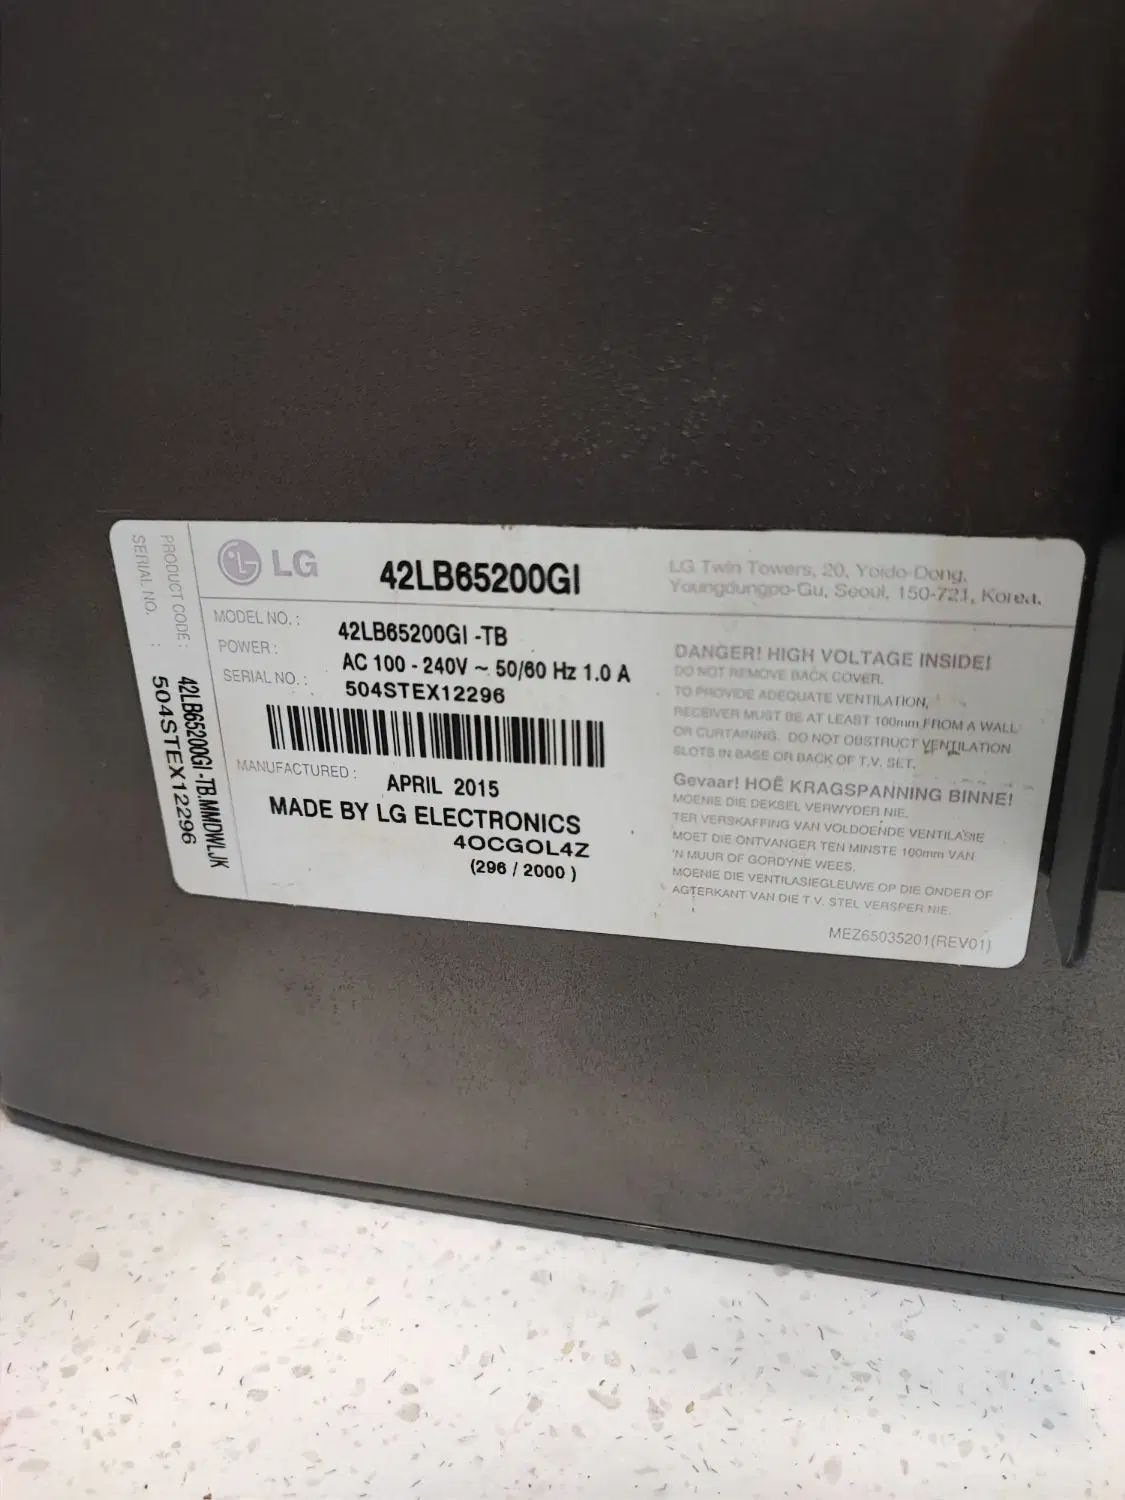 LG
42LB65200GI
LG Twin Towers, 20, Yoido-Dong,
Youngdungpo-Gu, Seoul, 150-721, Korea.
MODEL NO. : 42LB65200GI -TB
POWER : AC 100 - 240V ~ 50/60 Hz 1.0 A
SERIAL NO. : 504STEX12296
MANUFACTURED : APRIL 2015
MADE BY LG ELECTRONICS
4OCGOL4Z
(296 / 2000 )
DANGER! HIGH VOLTAGE INSIDE!
DO NOT REMOVE BACK COVER.
TO PROVIDE ADEQUATE VENTILATION,
RECEIVER MUST BE AT LEAST 100mm FROM A WALL
OR CURTAINING. DO NOT OBSTRUCT VENTILATION
SLOTS IN BASE OR BACK OF T.V. SET.
Gevaar! HOË KRAGSPANNING BINNE!
MOENIE DIE DEKSEL VERWYDER NIE.
TER VERSKAFFING VAN VOLDOENDE VENTILASIE
MOET DIE ONTVANGER TEN MINSTE 100mm VAN
'N MUUR OF GORDYNE WEES.
MOENIE DIE VENTILASIEGLEUWE OP DIE ONDER OF
AGTERKANT VAN DIE T.V. STEL VERSPER NIE.
MEZ65035201(REV01)
PRODUCT CODE : 42LB65200GI-TB.MMDWLJK
SERIAL NO. : 504STEX12296